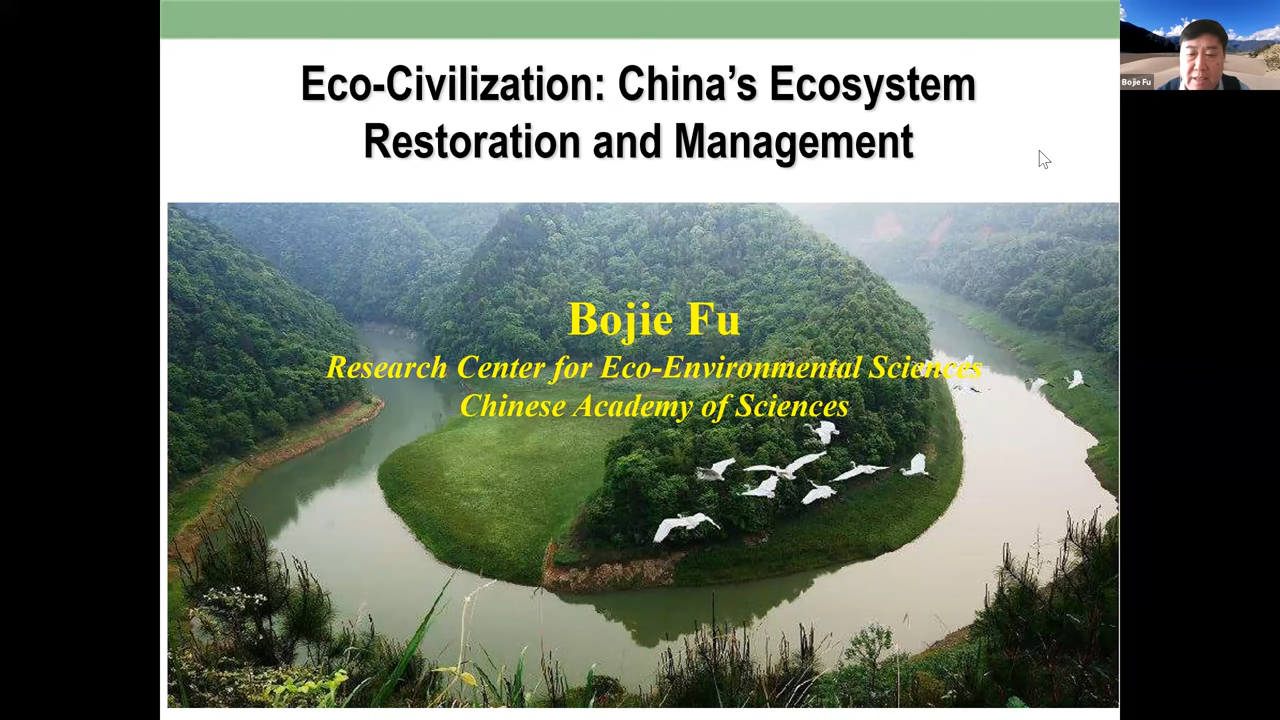 Eco-Civilization: China’s Ecosystem
Restoration and Management
Bojie Fu
Bojie Fu
Research Center for Eco-Environmental Sciences
Chinese Academy of Sciences